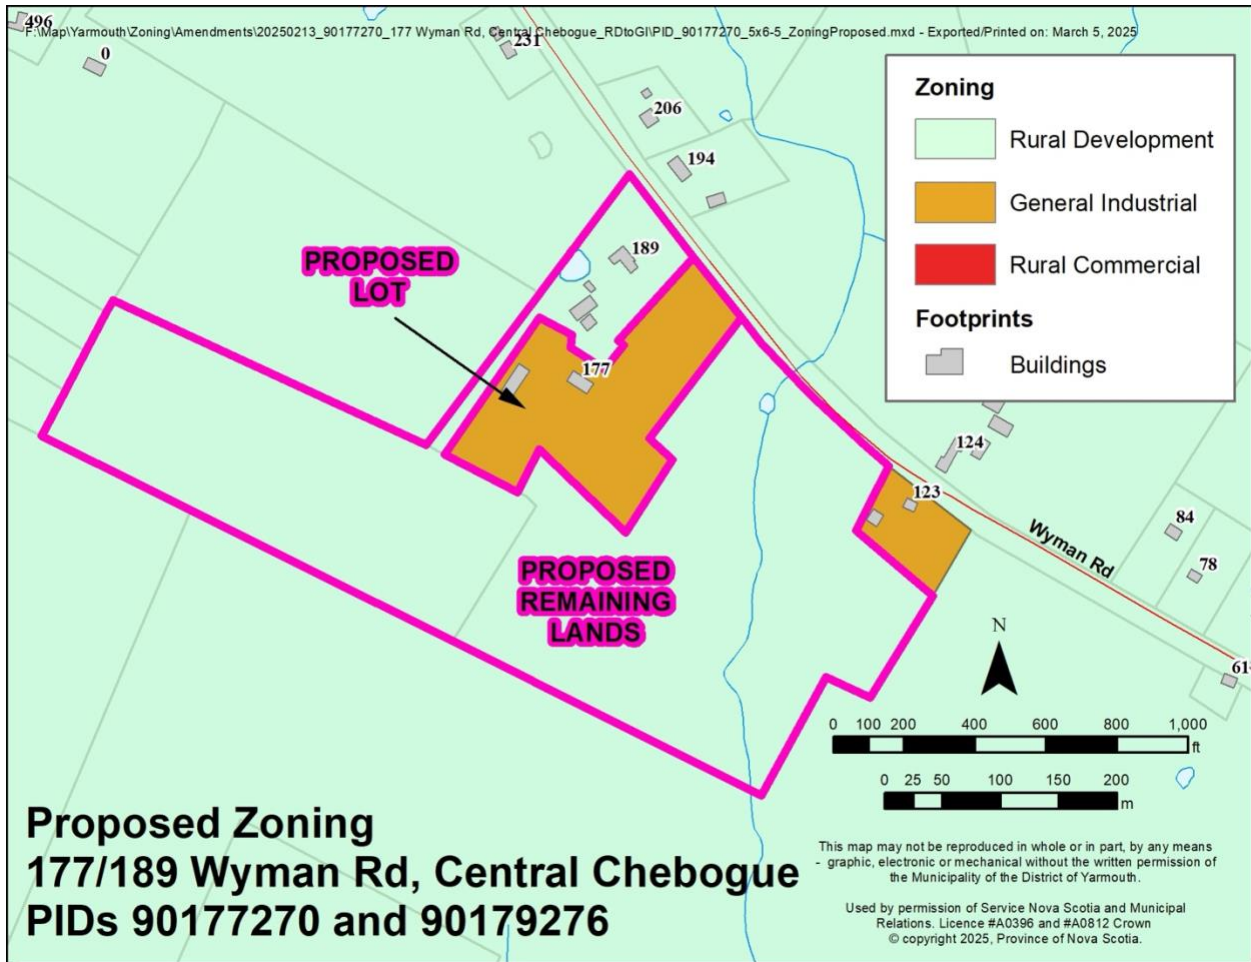 F:\Map\Yarmouth\Zoning\Amendments\20250213_90177270_177 Wyman Rd, Central Chebogue_RDtoGI\PID_90177270_5x6-5_ZoningProposed.mxd - Exported/Printed on: March 5, 2025
496
0
231
206
194
189
177
124
123
84
78
61
PROPOSED
LOT
PROPOSED
REMAINING
LANDS
Wyman Rd
Zoning
Rural Development
General Industrial
Rural Commercial
Footprints
Buildings
N
0 100 200 400 600 800 1,000
ft
0 25 50 100 150 200
m
Proposed Zoning
177/189 Wyman Rd, Central Chebogue
PIDs 90177270 and 90179276
This map may not be reproduced in whole or in part, by any means
- graphic, electronic or mechanical without the written permission of
the Municipality of the District of Yarmouth.
Used by permission of Service Nova Scotia and Municipal
Relations. Licence #A0396 and #A0812 Crown
© copyright 2025, Province of Nova Scotia.